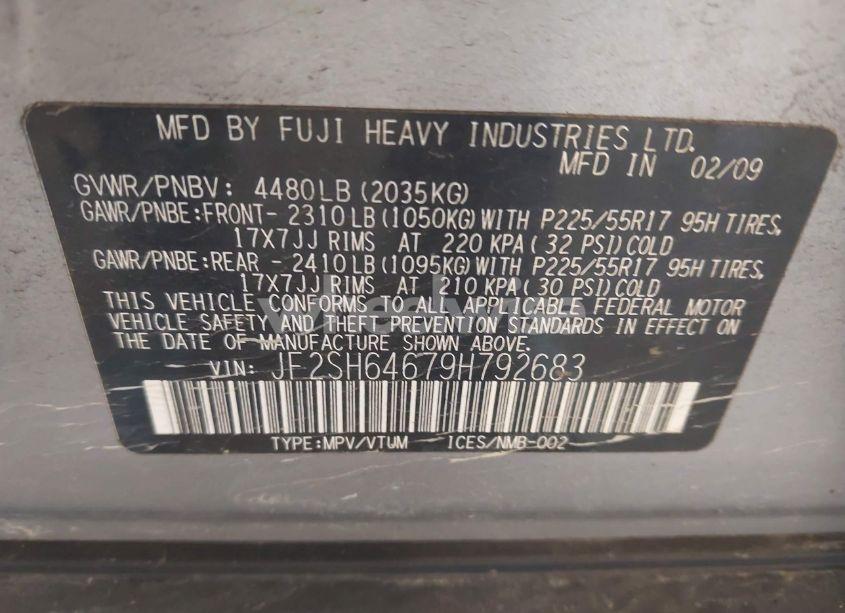 MFD BY FUJI HEAVY INDUSTRIES LTD.
MFD IN 02/09
GVWR/PNBV: 4480LB (2035KG)
GAWR/PNBE:FRONT- 2310LB (1050KG) WITH P225/55R17 95H TIRES,
17X7JJ RIMS AT 220 KPA ( 32 PSI) COLD
GAWR/PNBE:REAR - 2410LB (1095KG) WITH P225/55R17 95H TIRES,
17X7JJ RIMS AT 210 KPA ( 30 PSI) COLD
THIS VEHICLE CONFORMS TO ALL APPLICABLE FEDERAL MOTOR
VEHICLE SAFETY AND THEFT PREVENTION STANDARDS IN EFFECT ON
THE DATE OF MANUFACTURE SHOWN ABOVE.
VIN: JF2SH64679H792683
TYPE:MPV/VTUM ICES/NMB-002